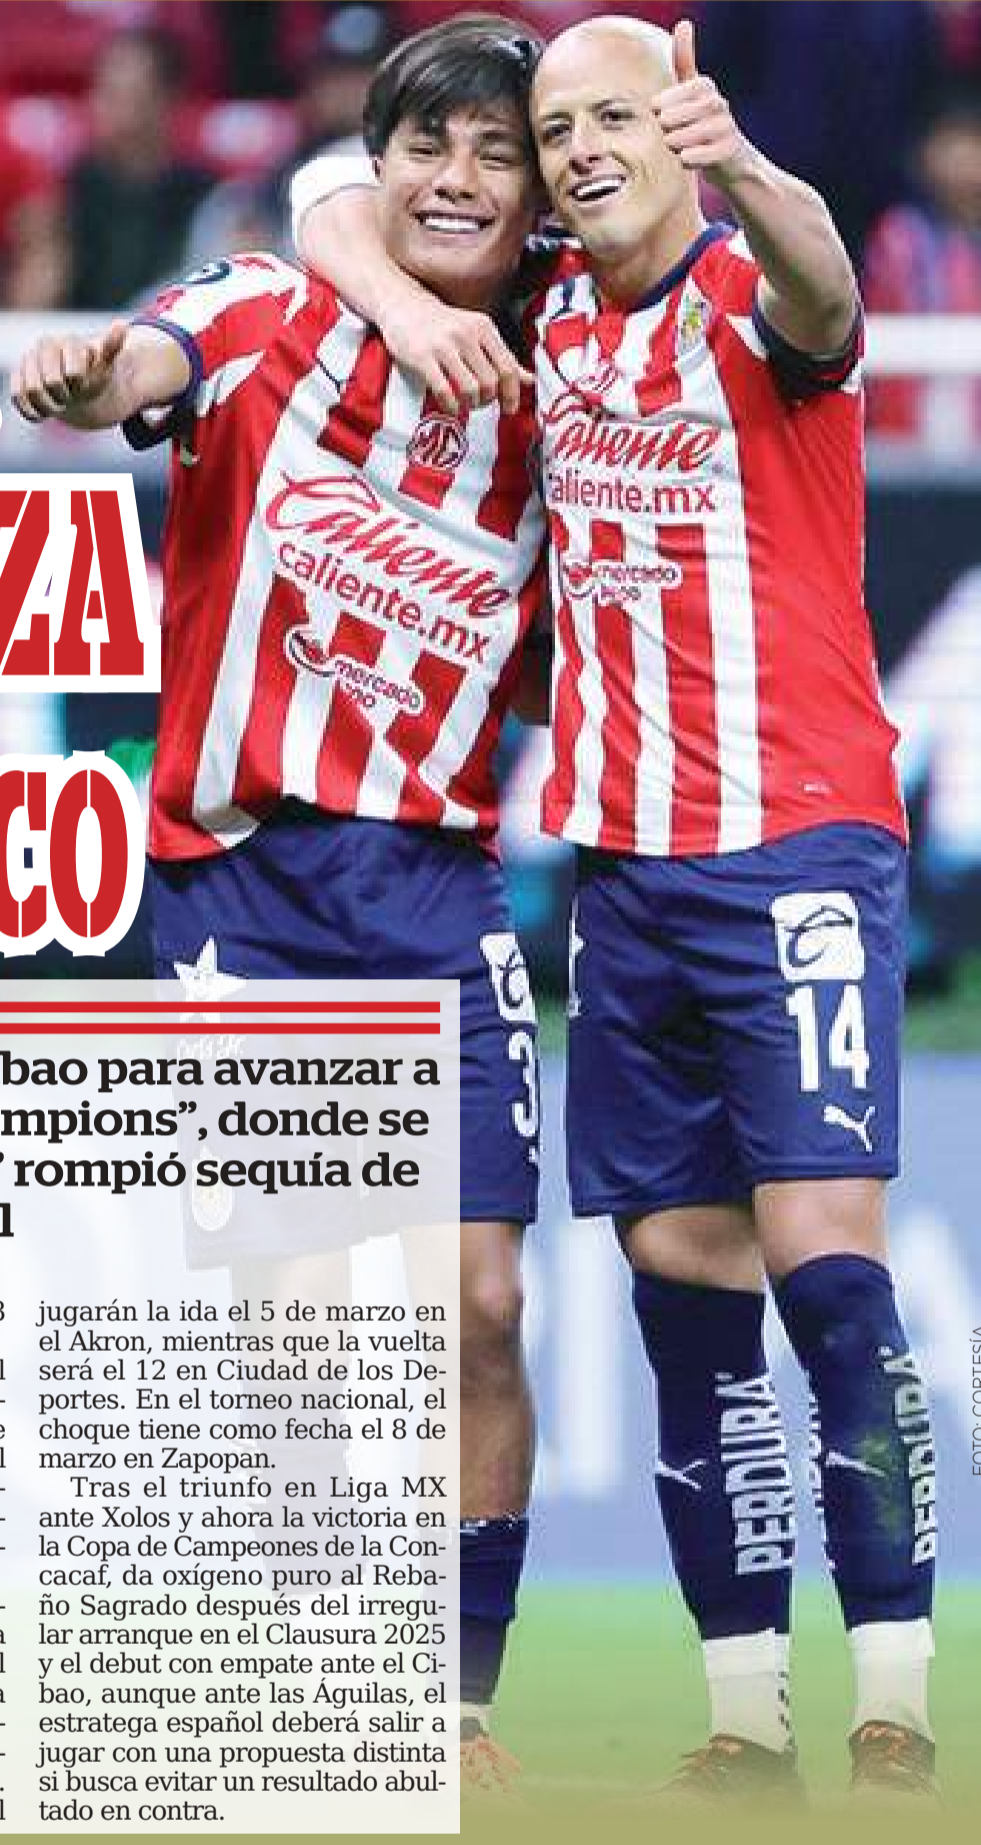 ZA
CO
MG
Caliente
caliente.mx
mercado
Caliente
caliente.mx
mercado
14
3
PERDURA
PERDURA
bao para avanzar a
mpions”, donde se
’ rompió sequía de
l
jugarán la ida el 5 de marzo en
el Akron, mientras que la vuelta
será el 12 en Ciudad de los De-
portes. En el torneo nacional, el
choque tiene como fecha el 8 de
marzo en Zapopan.
Tras el triunfo en Liga MX
ante Xolos y ahora la victoria en
la Copa de Campeones de la Con-
cacaf, da oxígeno puro al Reba-
ño Sagrado después del irregu-
lar arranque en el Clausura 2025
y el debut con empate ante el Ci-
bao, aunque ante las Águilas, el
estratega español deberá salir a
jugar con una propuesta distinta
si busca evitar un resultado abul-
tado en contra.
FOTO: CORTESÍA